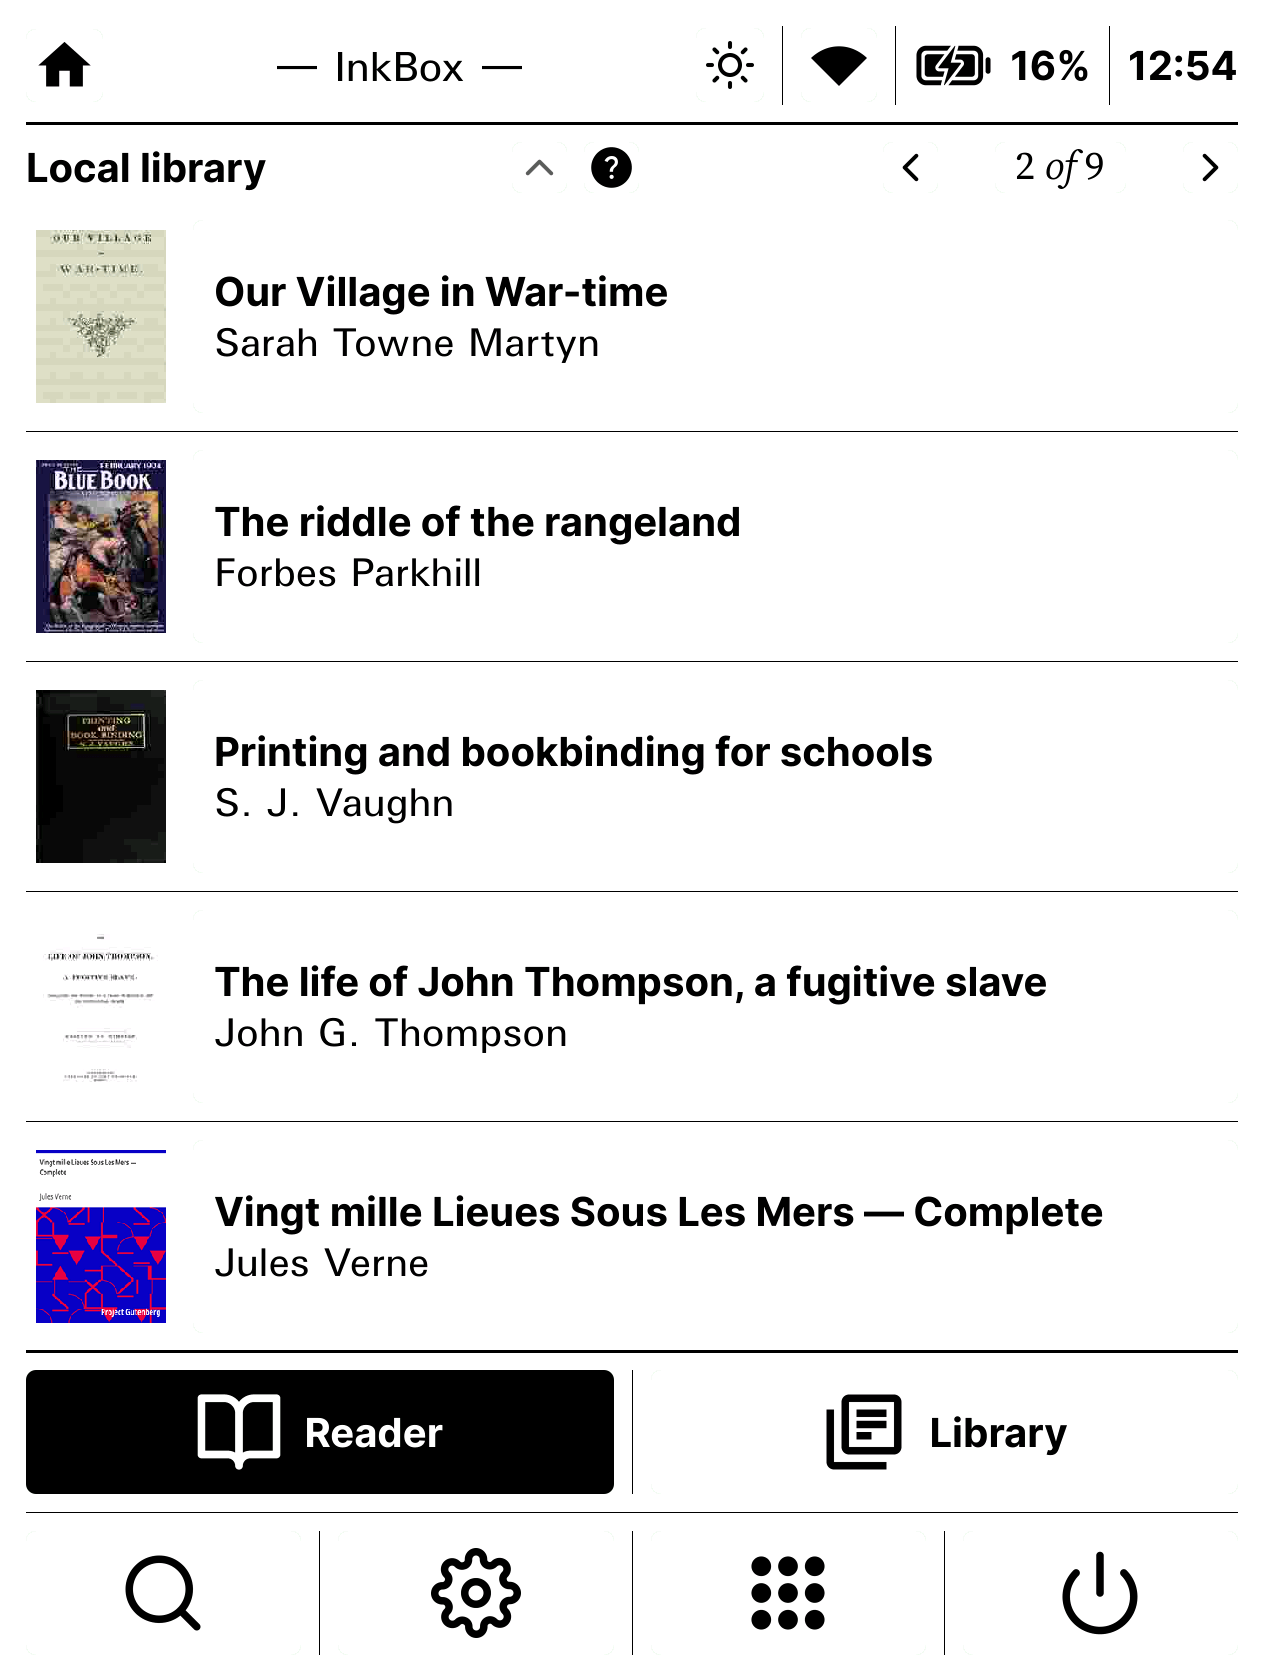 — InkBox —
16%
12:54
Local library
?
2 of 9
OUR VILLAGE
WAR-TIME.
Our Village in War-time
Sarah Towne Martyn
FEBRUARY
THE
BLUE BOOK
The riddle of the rangeland
Forbes Parkhill
PRINTING
and
BOOK BINDING
S. J. VAUGHN
Printing and bookbinding for schools
S. J. Vaughn
LIFE OF JOHN THOMPSON,
A FUGITIVE SLAVE
The life of John Thompson, a fugitive slave
John G. Thompson
Vingt mille Lieues Sous Les Mers —
Complete
Jules Verne
Project Gutenberg
Vingt mille Lieues Sous Les Mers — Complete
Jules Verne
Reader
Library